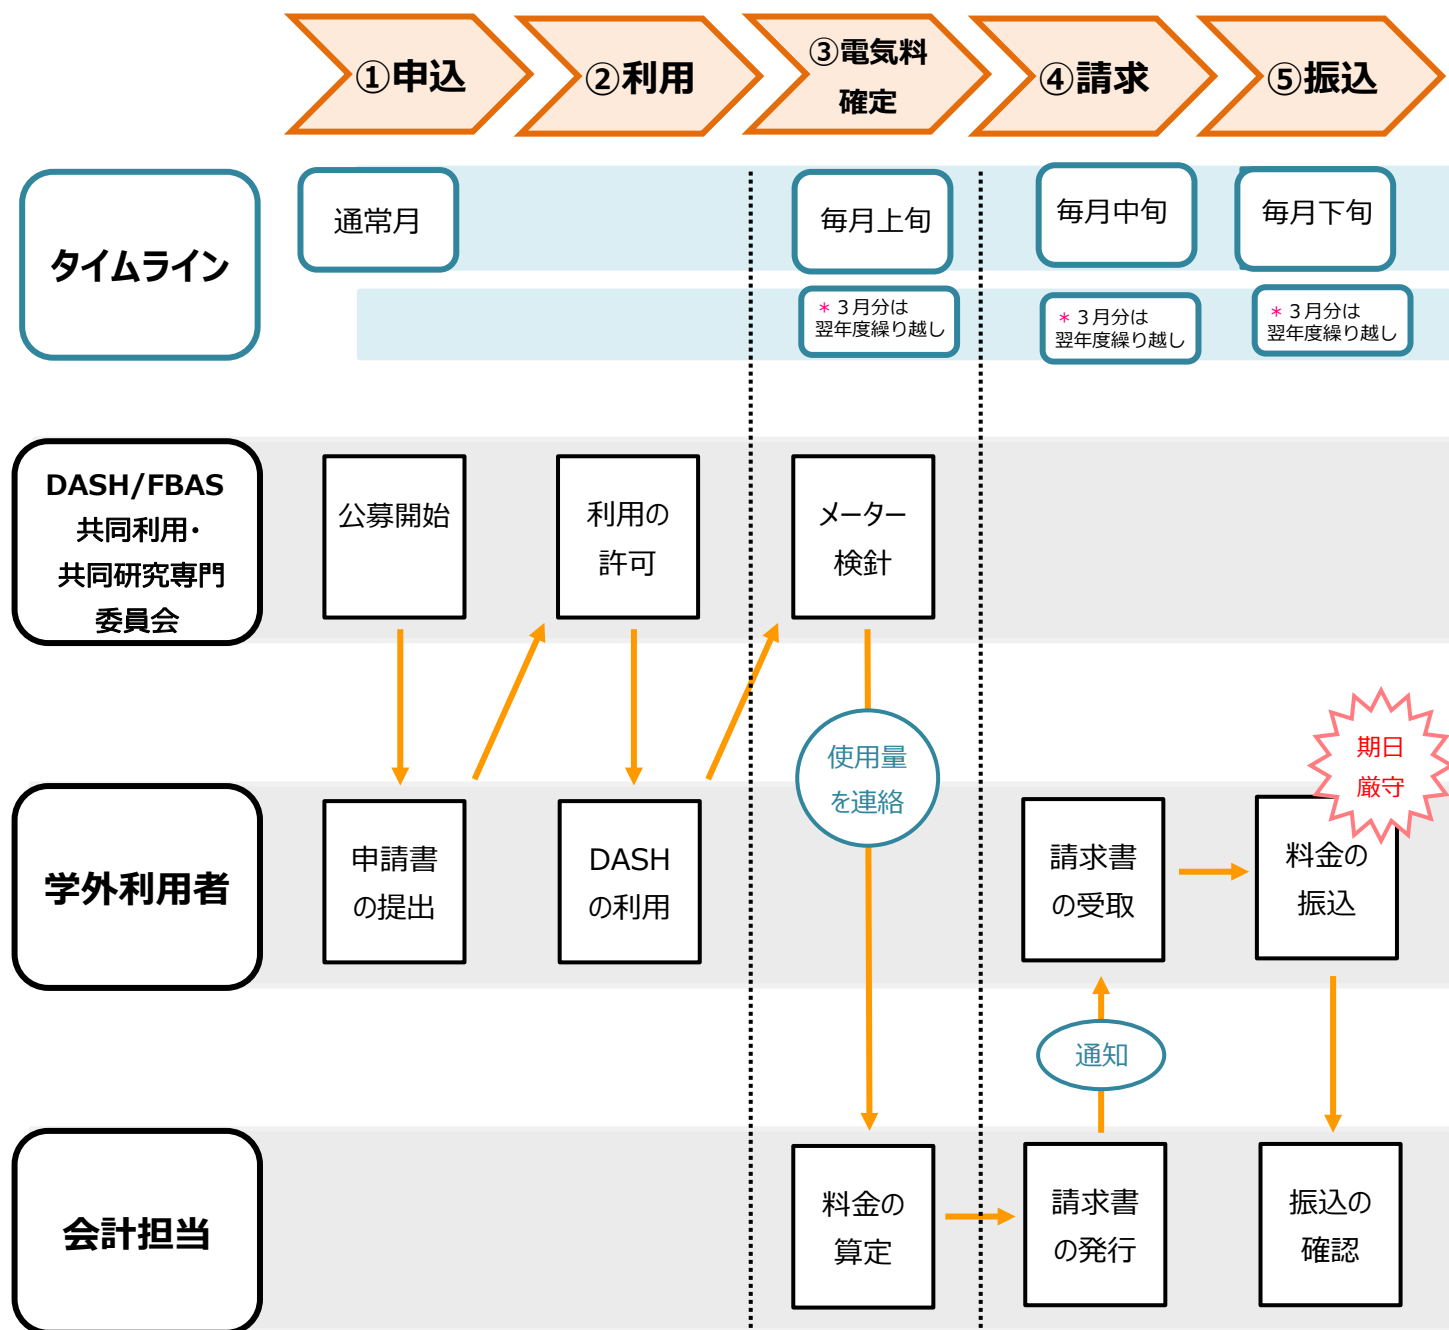 ①申込
②利用
③電気料
確定
④請求
⑤振込
タイムライン
通常月
毎月上旬
毎月中旬
毎月下旬
＊３月分は
翌年度繰り越し
＊３月分は
翌年度繰り越し
＊３月分は
翌年度繰り越し
DASH/FBAS
共同利用・
共同研究専門
委員会
公募開始
利用の
許可
メーター
検針
使用量
を連絡
期日
厳守
学外利用者
申請書
の提出
DASH
の利用
請求書
の受取
料金の
振込
通知
会計担当
料金の
算定
請求書
の発行
振込の
確認